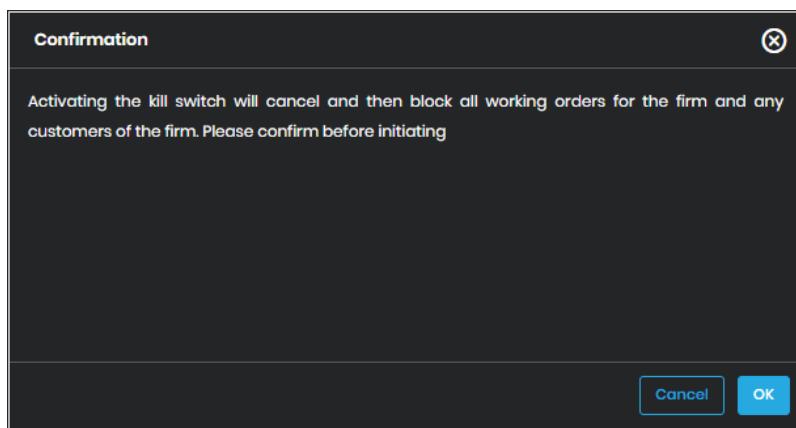 Confirmation
Activating the kill switch will cancel and then block all working orders for the firm and any
customers of the firm. Please confirm before initiating
Cancel
OK